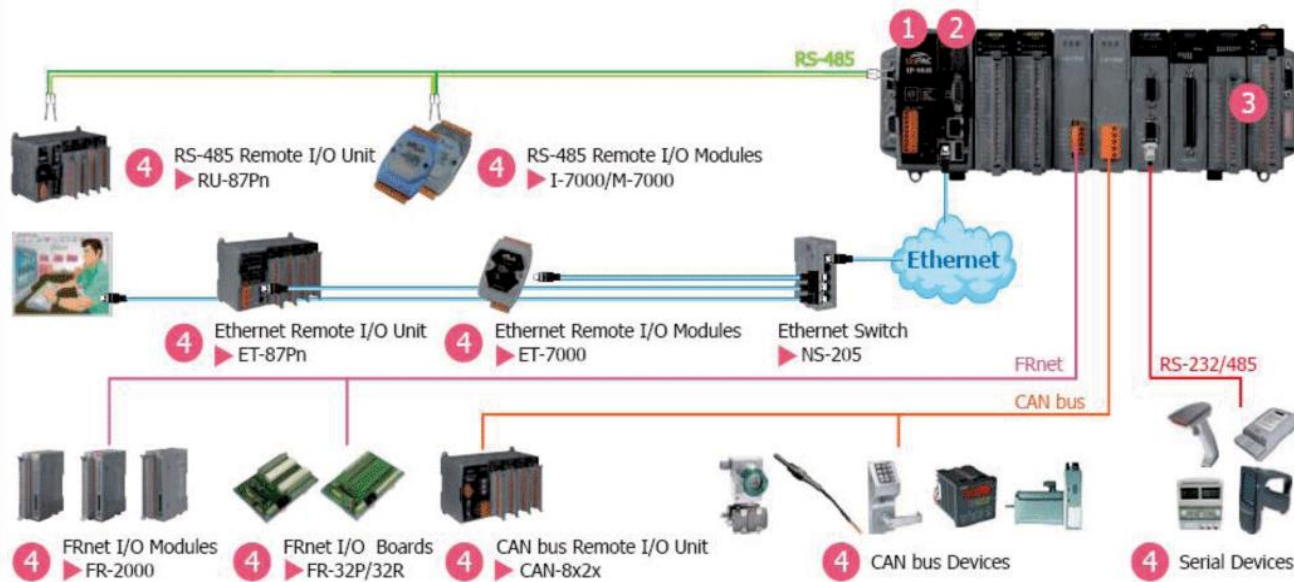 1
2
RS-485
3
4
RS-485 Remote I/O Unit
▶ RU-87Pn
4
RS-485 Remote I/O Modules
▶ I-7000/M-7000
Ethernet
4
Ethernet Remote I/O Unit
▶ ET-87Pn
4
Ethernet Remote I/O Modules
▶ ET-7000
Ethernet Switch
▶ NS-205
FRnet
RS-232/485
CAN bus
4
FRnet I/O Modules
▶ FR-2000
4
FRnet I/O Boards
▶ FR-32P/32R
4
CAN bus Remote I/O Unit
▶ CAN-8x2x
4
CAN bus Devices
4
Serial Devices